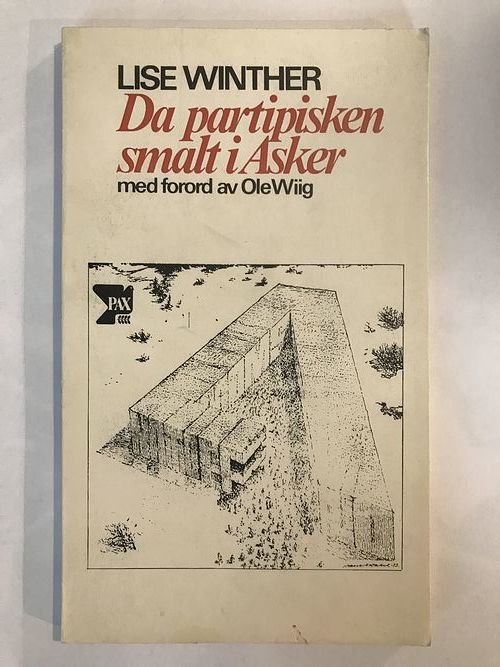 LISE WINTHER
Da partipisken
smalt i Asker
med forord av Ole Wiig
PAX